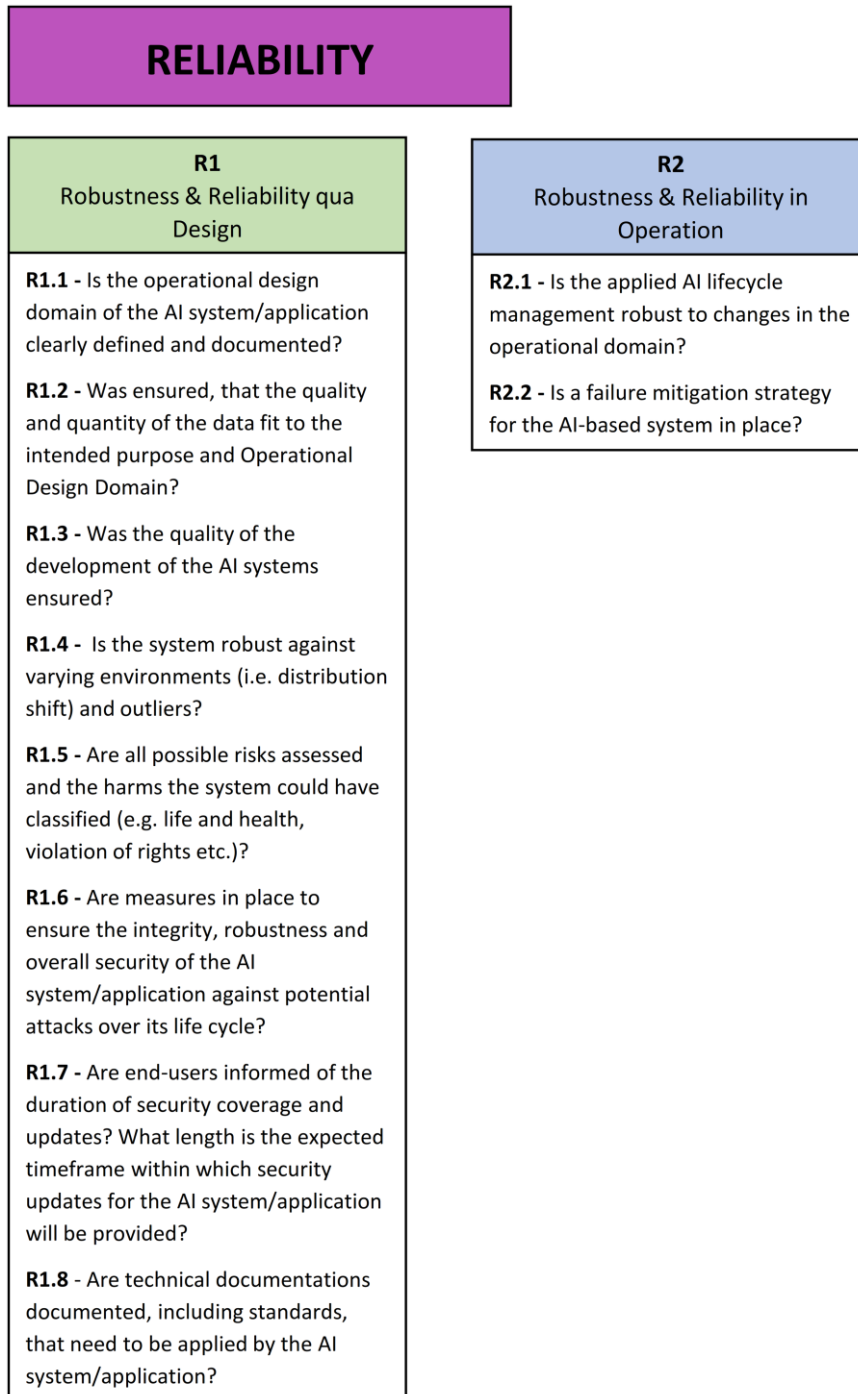 RELIABILITY
R1
Robustness & Reliability qua
Design
R1.1 - Is the operational design
domain of the AI system/application
clearly defined and documented?
R1.2 - Was ensured, that the quality
and quantity of the data fit to the
intended purpose and Operational
Design Domain?
R1.3 - Was the quality of the
development of the AI systems
ensured?
R1.4 -  Is the system robust against
varying environments (i.e. distribution
shift) and outliers?
R1.5 - Are all possible risks assessed
and the harms the system could have
classified (e.g. life and health,
violation of rights etc.)?
R1.6 - Are measures in place to
ensure the integrity, robustness and
overall security of the AI
system/application against potential
attacks over its life cycle?
R1.7 - Are end-users informed of the
duration of security coverage and
updates? What length is the expected
timeframe within which security
updates for the AI system/application
will be provided?
R1.8 - Are technical documentations
documented, including standards,
that need to be applied by the AI
system/application?
R2
Robustness & Reliability in
Operation
R2.1 - Is the applied AI lifecycle
management robust to changes in the
operational domain?
R2.2 - Is a failure mitigation strategy
for the AI-based system in place?